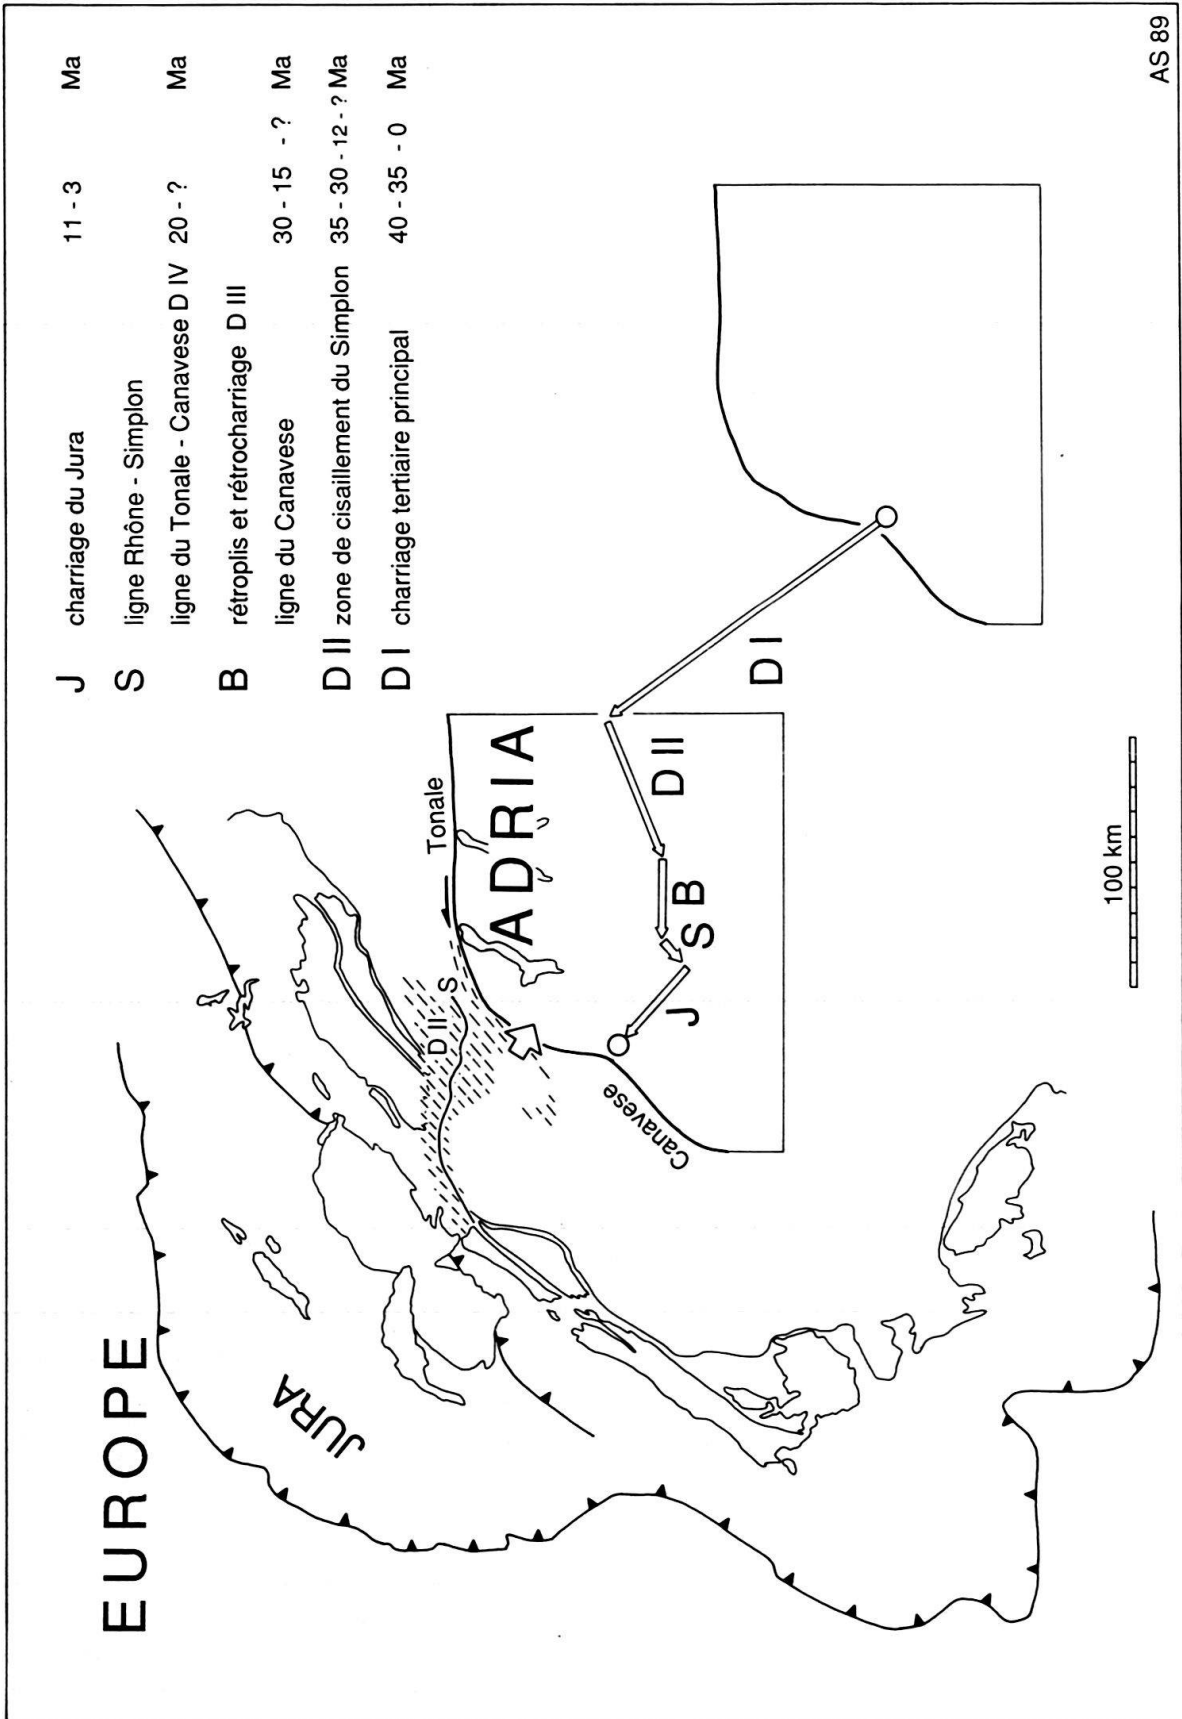 EUROPE
JURA
J charriage du Jura 11 - 3 Ma
S ligne Rhône - Simplon
ligne du Tonale - Canavese D IV 20 - ? Ma
B rétroplis et rétrocharriage D III
ligne du Canavese 30 - 15 - ? Ma
D II zone de cisaillement du Simplon 35 - 30 - 12 - ? Ma
D I charriage tertiaire principal 40 - 35 - 0 Ma
Tonale
D II
S
ADRIA
Canavese
J
S
B
D II
D I
100 km
AS 89